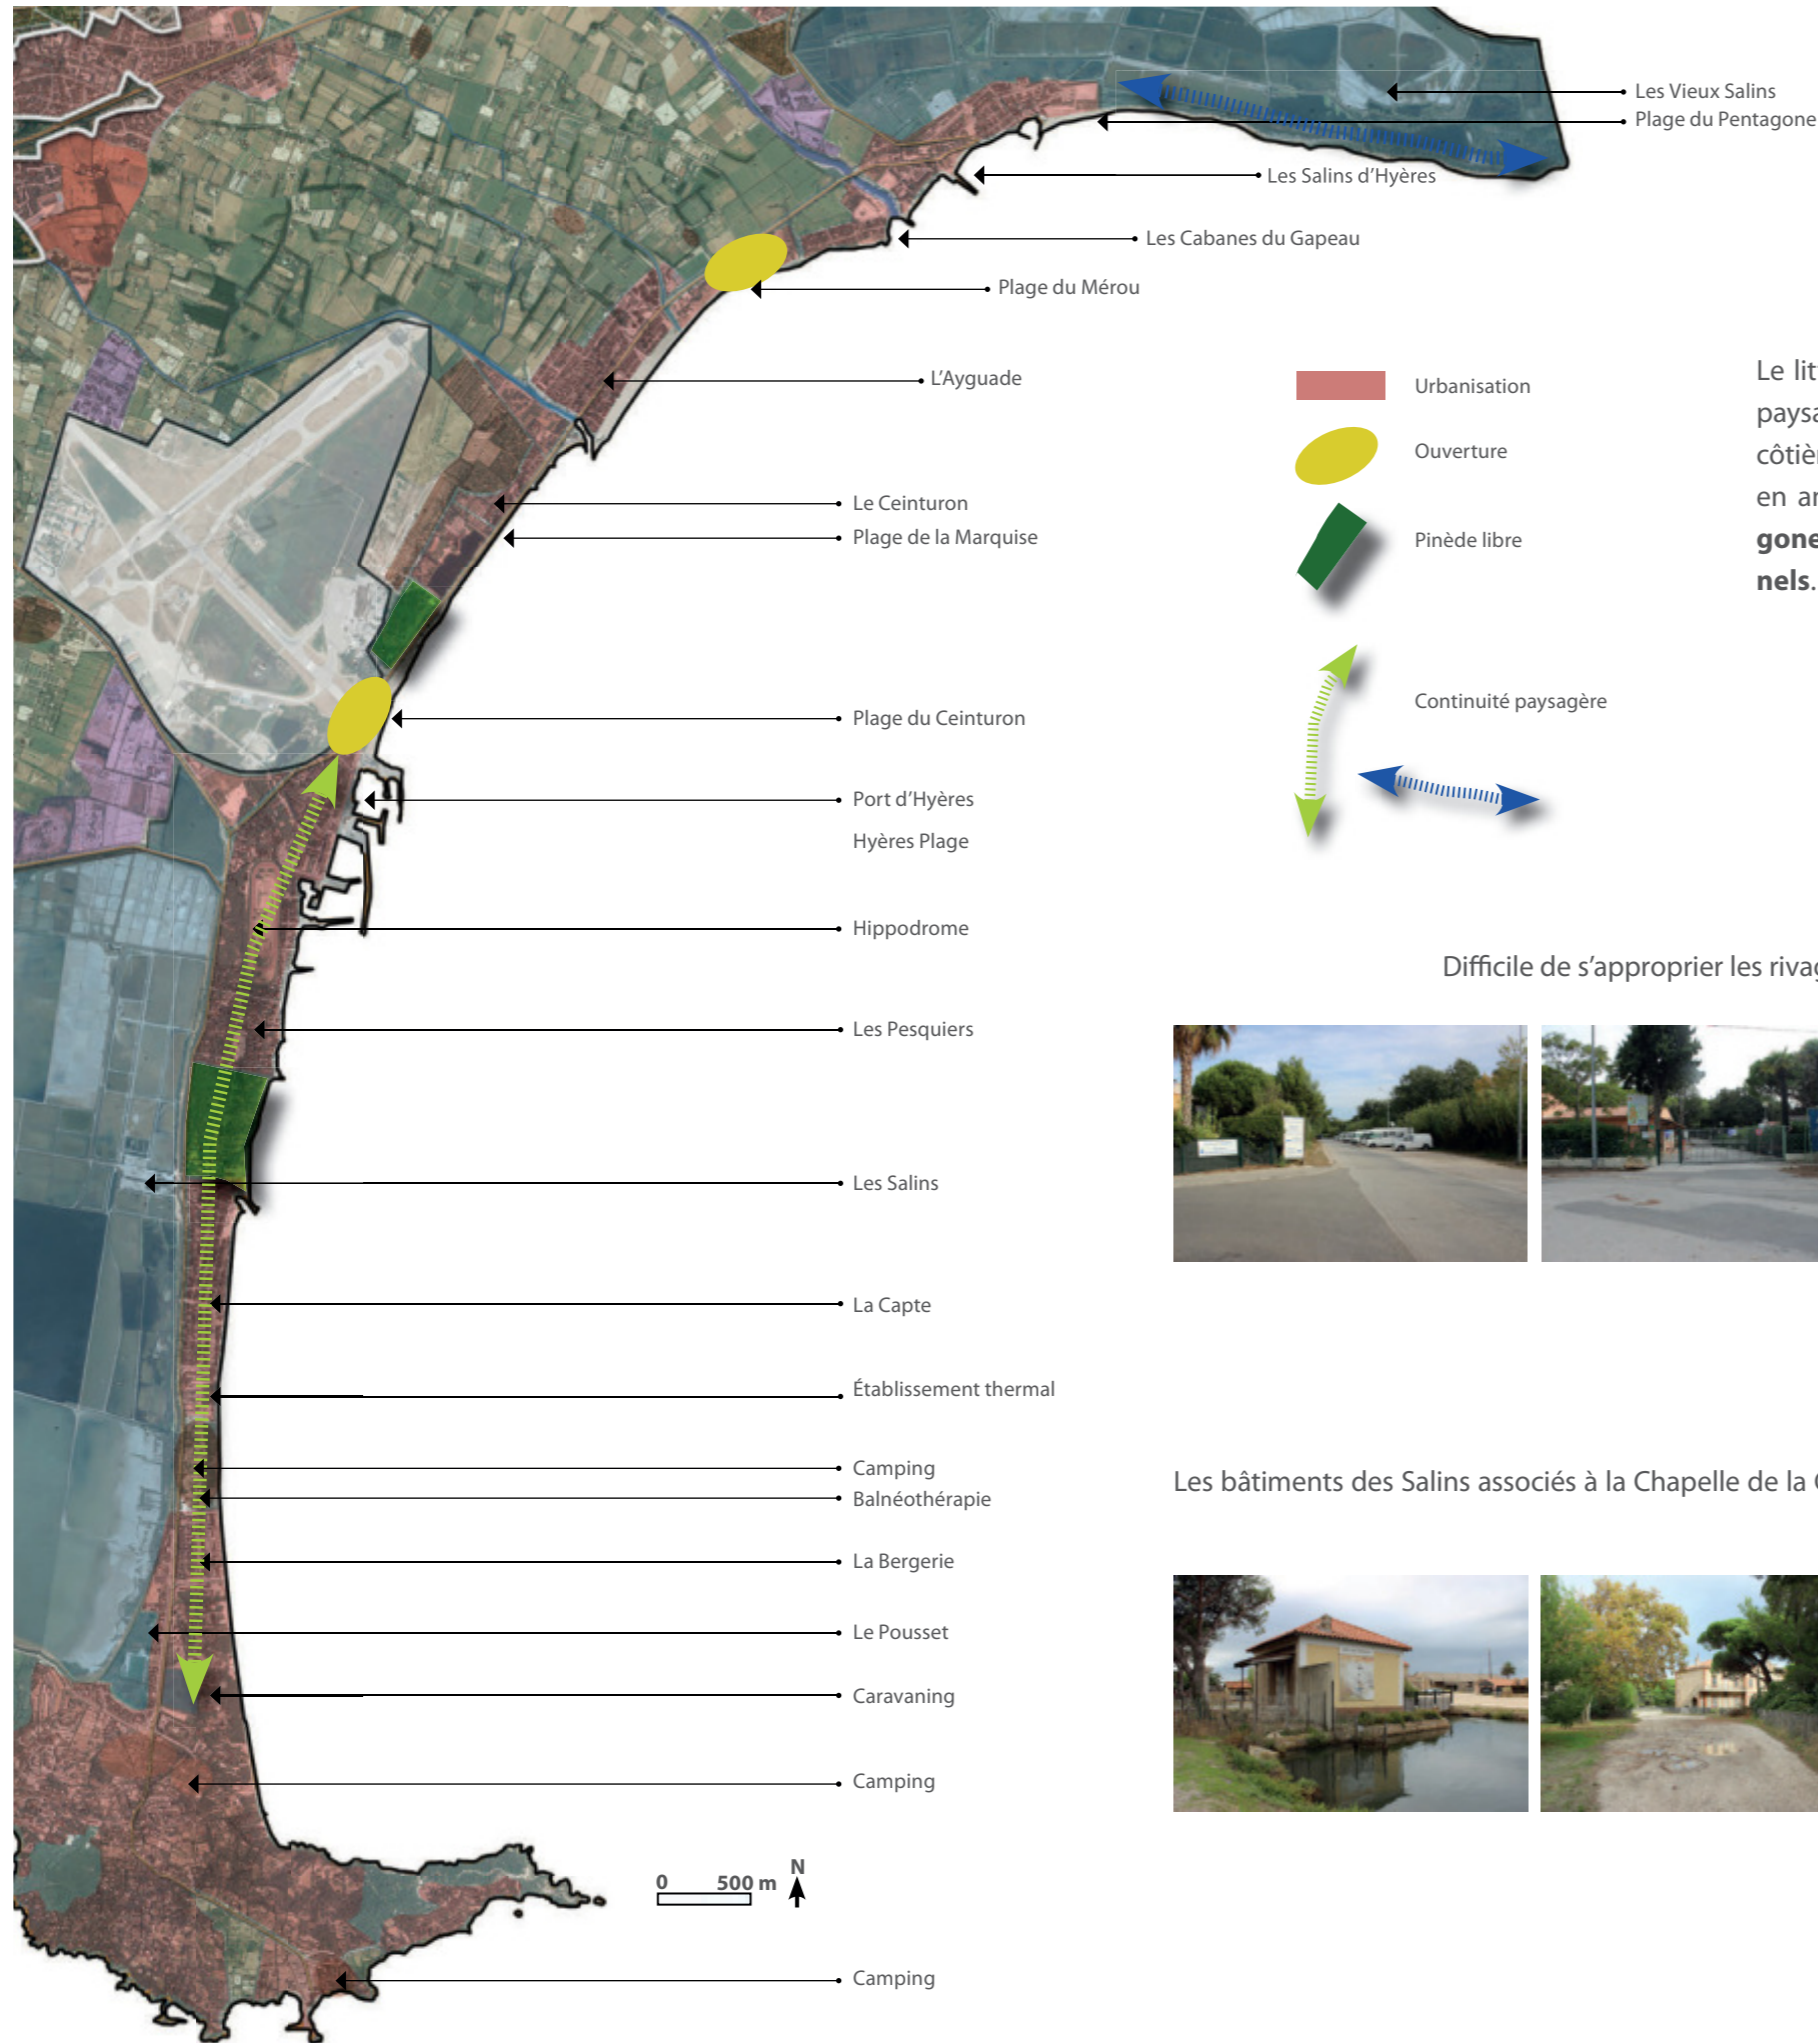 Les Vieux Salins
Plage du Pentagone
Les Salins d'Hyères
Les Cabanes du Gapeau
Plage du Mérou
L'Ayguade
Le Ceinturon
Plage de la Marquise
Plage du Ceinturon
Port d'Hyères
Hyères Plage
Hippodrome
Les Pesquiers
Les Salins
La Capte
Établissement thermal
Camping
Balnéothérapie
La Bergerie
Le Pousset
Caravaning
Camping
Camping
0 500 m
N
Urbanisation
Ouverture
Pinède libre
Continuité paysagère
Le lit
paysa
côtièr
en ar
gone
nels.
Difficile de s'approprier les rivag
Les bâtiments des Salins associés à la Chapelle de la